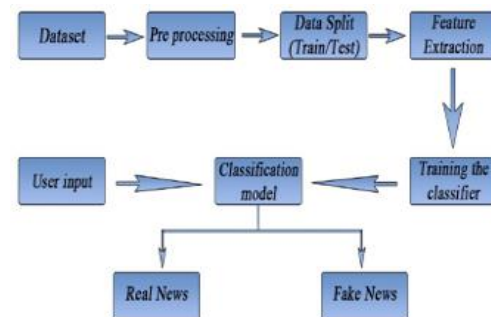 Dataset
Pre processing
Data Split
(Train/Test)
Feature
Extraction
User input
Classification
model
Training the
classifier
Real News
Fake News